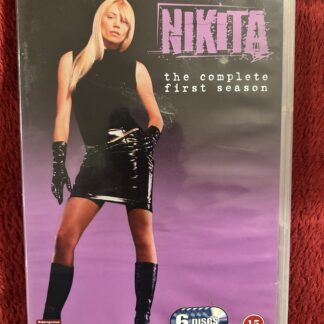 NIKITA
the complete
first season
6 DISCS
15